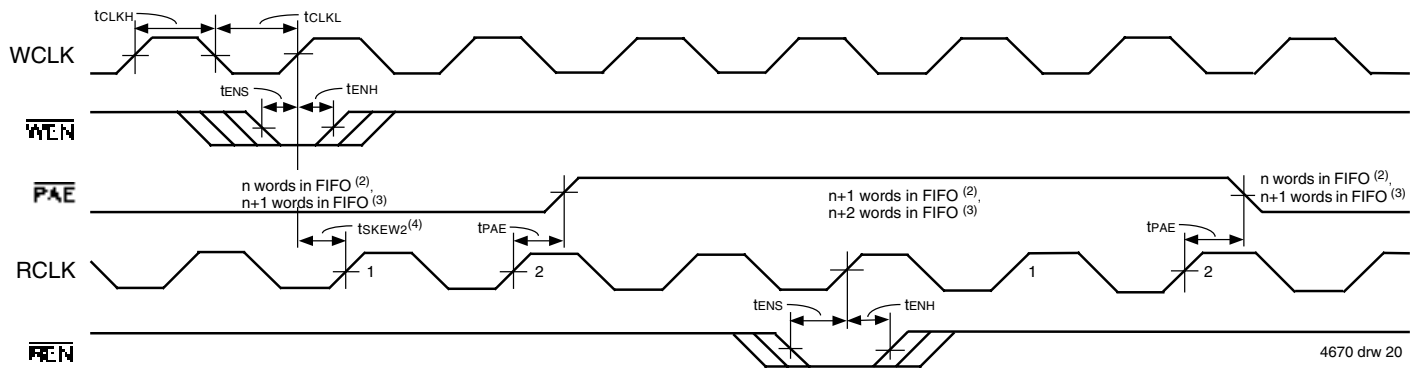 tCLKH tCLKL
WCLK
tENS tENH
WEN
n words in FIFO (2),
n+1 words in FIFO (3)
PAE
n+1 words in FIFO (2),
n+2 words in FIFO (3)
n words in FIFO (2),
n+1 words in FIFO (3)
tSKEW2(4) tPAE tPAE
RCLK 1 2 1 2
tENS tENH
REN
4670 drw 20